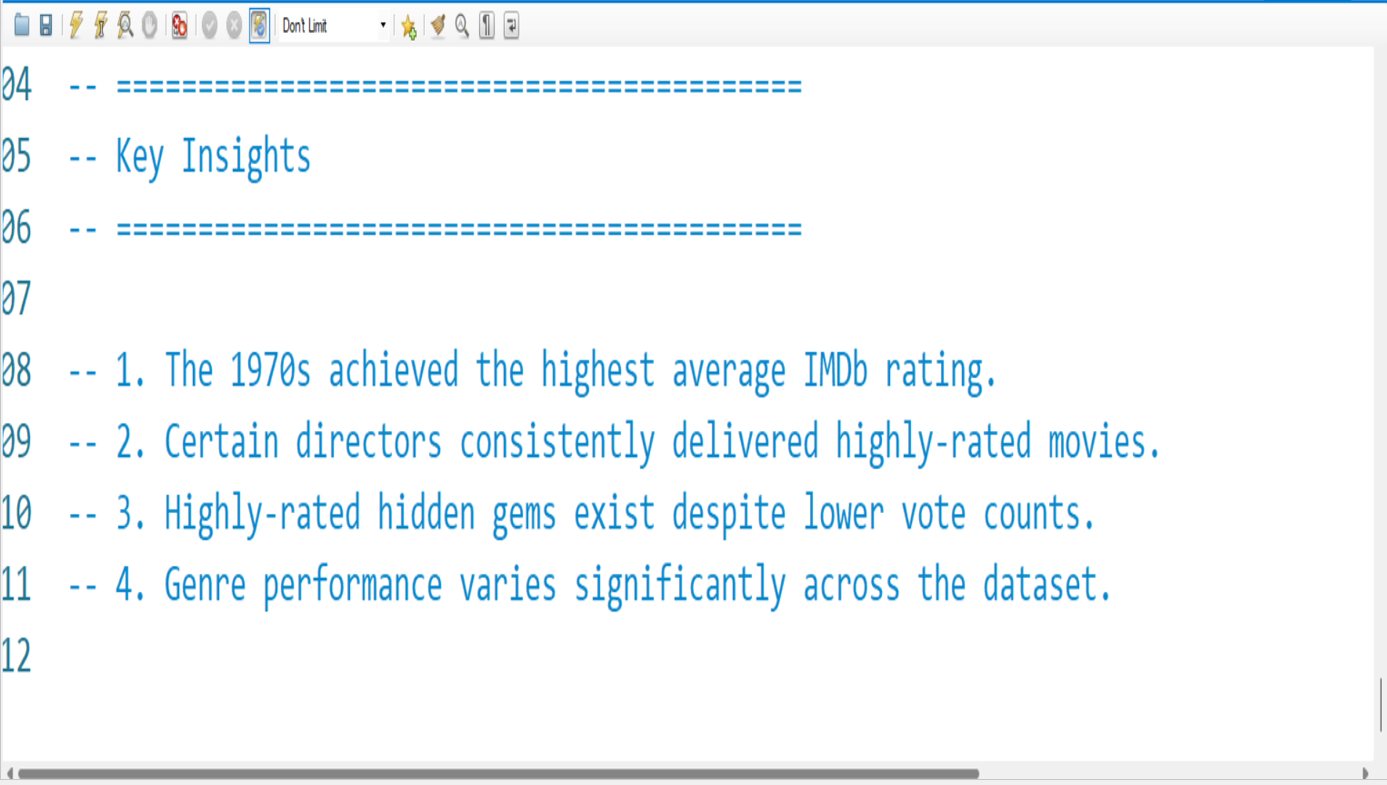 Don't Limit
04 -- ==========================================
05 -- Key Insights
06 -- ==========================================
07
08 -- 1. The 1970s achieved the highest average IMDb rating.
09 -- 2. Certain directors consistently delivered highly-rated movies.
10 -- 3. Highly-rated hidden gems exist despite lower vote counts.
11 -- 4. Genre performance varies significantly across the dataset.
12